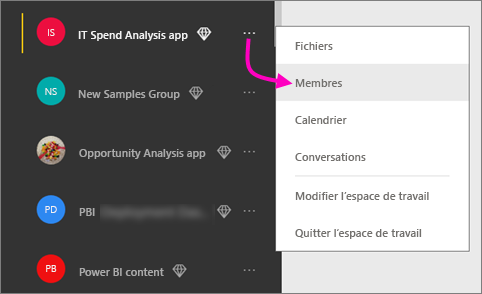 IS IT Spend Analysis app ...
Fichiers
Membres
NS New Samples Group ...
Calendrier
Opportunity Analysis app ...
Conversations
Modifier l'espace de travail
PD PBI ...
Quitter l'espace de travail
PB Power BI content ...